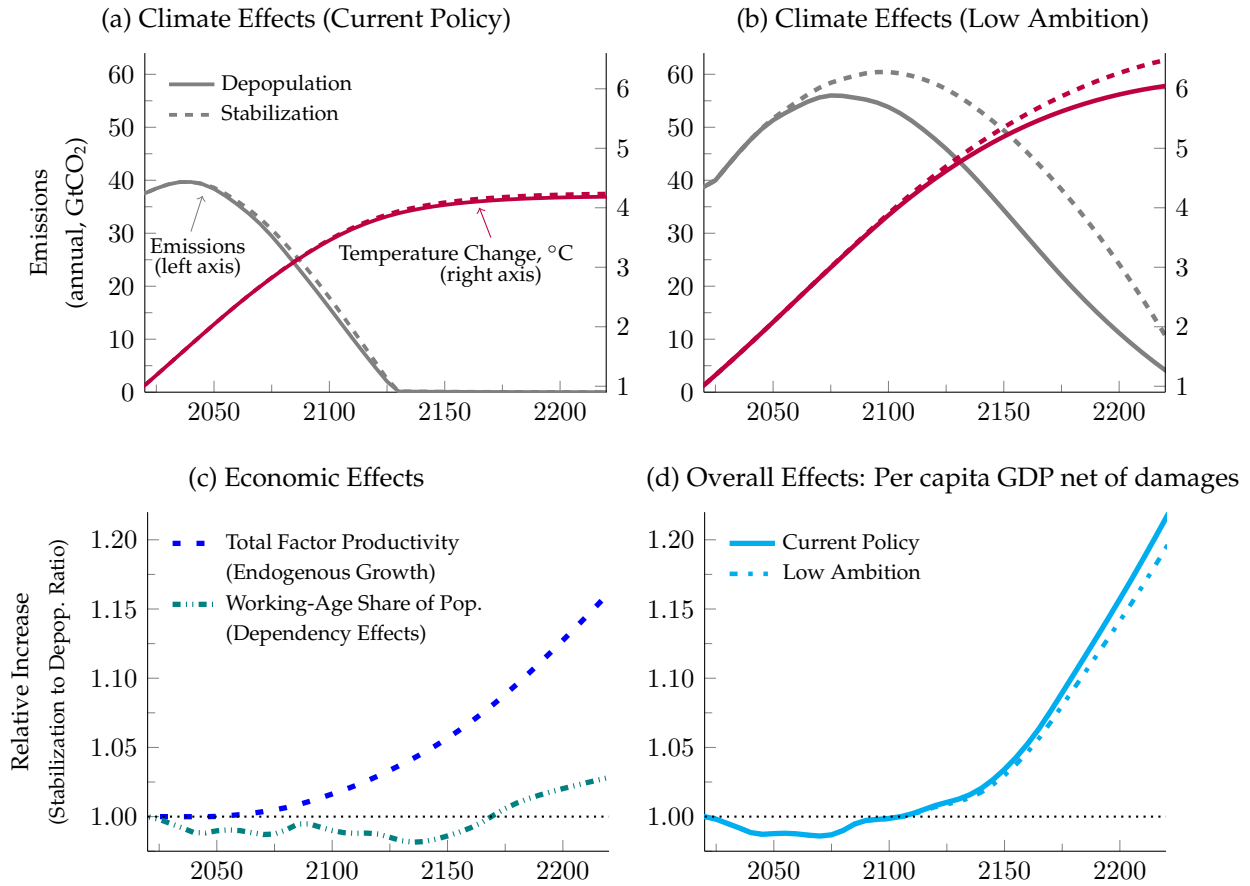 (a) Climate Effects (Current Policy)
(b) Climate Effects (Low Ambition)
Emissions
(annual, GtCO₂)
60
50
40
30
20
10
0
Depopulation
Stabilization
Emissions
(left axis)
Temperature Change, °C
(right axis)
6
5
4
3
2
1
2050
2100
2150
2200
60
50
40
30
20
10
0
6
5
4
3
2
1
2050
2100
2150
2200
(c) Economic Effects
(d) Overall Effects: Per capita GDP net of damages
Relative Increase
(Stabilization to Depop. Ratio)
1.20
1.15
1.10
1.05
1.00
Total Factor Productivity
(Endogenous Growth)
Working-Age Share of Pop.
(Dependency Effects)
2050
2100
2150
2200
1.20
1.15
1.10
1.05
1.00
Current Policy
Low Ambition
2050
2100
2150
2200